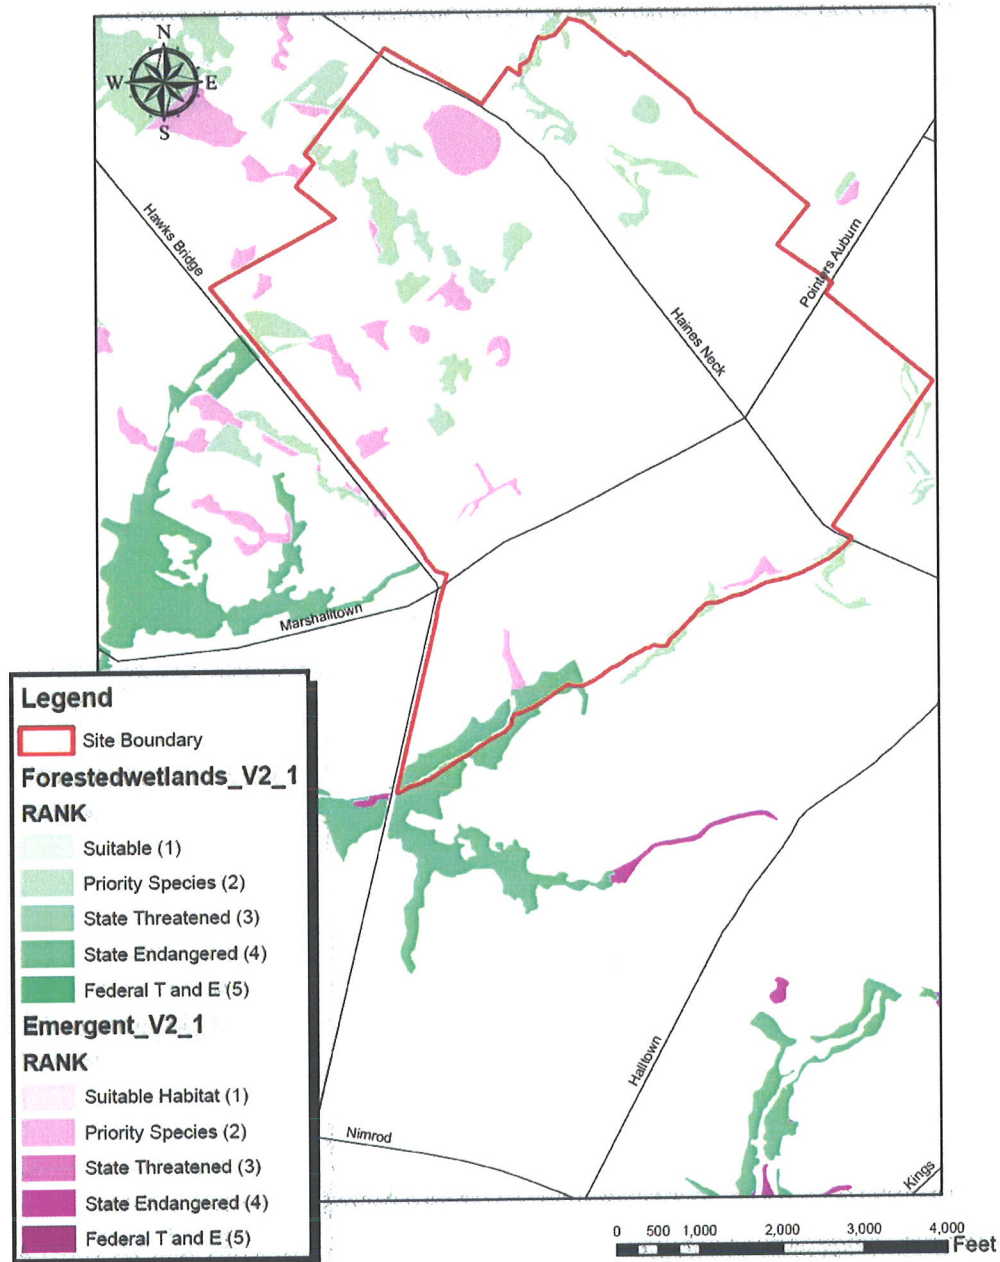 N
W E
S
Hawks Bridge
Pointers Auburn
Haines Neck
Marshalltown
Legend
Site Boundary
Forestedwetlands_V2_1
RANK
Suitable (1)
Priority Species (2)
State Threatened (3)
State Endangered (4)
Federal T and E (5)
Emergent_V2_1
RANK
Suitable Habitat (1)
Priority Species (2)
State Threatened (3)
State Endangered (4)
Federal T and E (5)
Halltown
Nimrod
Kings
0 500 1,000 2,000 3,000 4,000
Feet